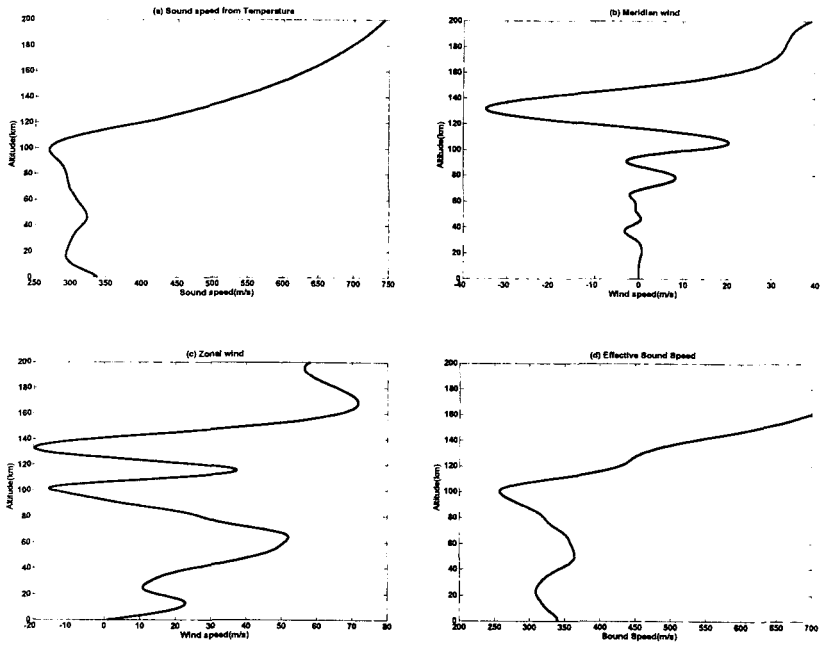 (a) Sound speed from Temperature
200
180
160
140
120
100
80
60
40
20
0
Altitude(km)
250 300 350 400 450 500 550 600 650 700 750
Sound speed(m/s)
(b) Meridian wind
200
180
160
140
120
100
80
60
40
20
0
Altitude(km)
-40 -30 -20 -10 0 10 20 30 40
Wind speed(m/s)
(c) Zonal wind
200
180
160
140
120
100
80
60
40
20
0
Altitude(km)
-20 -10 0 10 20 30 40 50 60 70 80
Wind speed(m/s)
(d) Effective Sound Speed
200
180
160
140
120
100
80
60
40
20
0
Altitude(km)
200 250 300 350 400 450 500 550 600 650 700
Sound Speed(m/s)